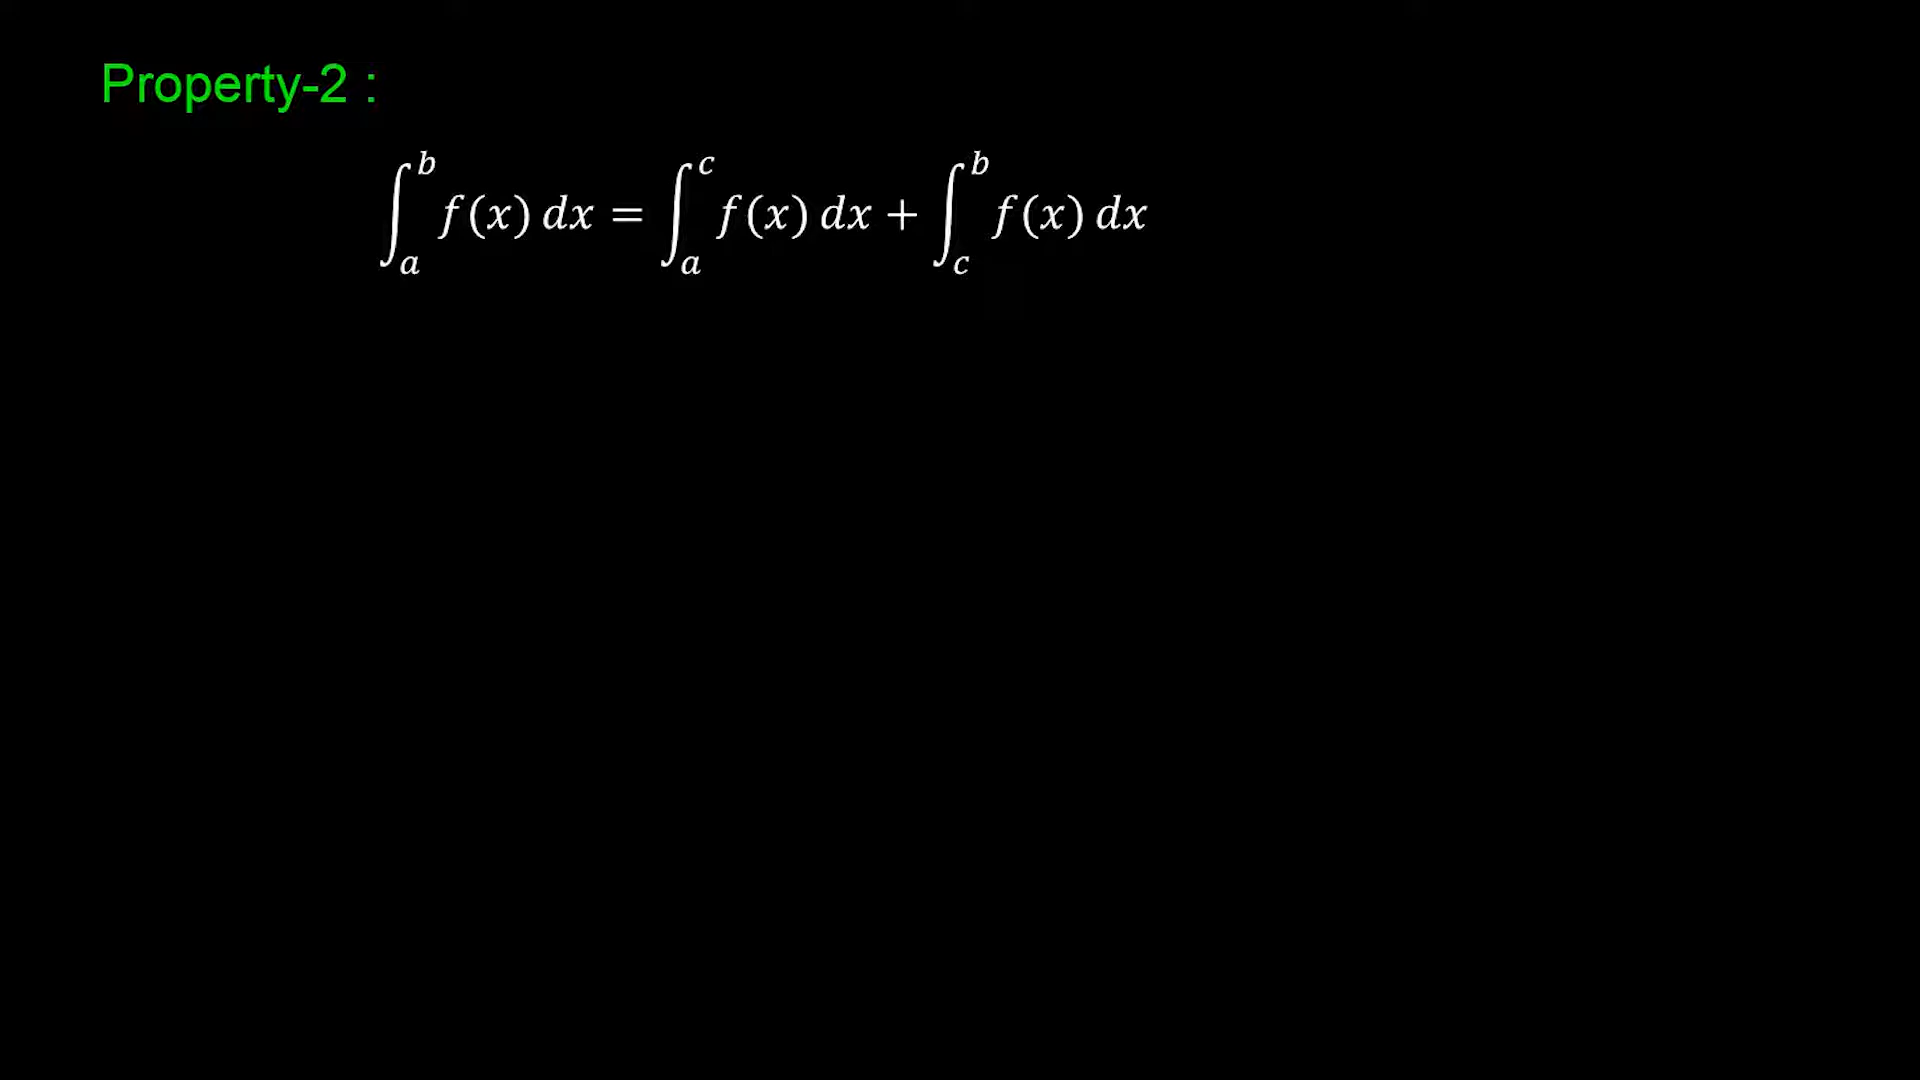 Property-2 :
∫_a^b f(x) dx = ∫_a^c f(x) dx + ∫_c^b f(x) dx